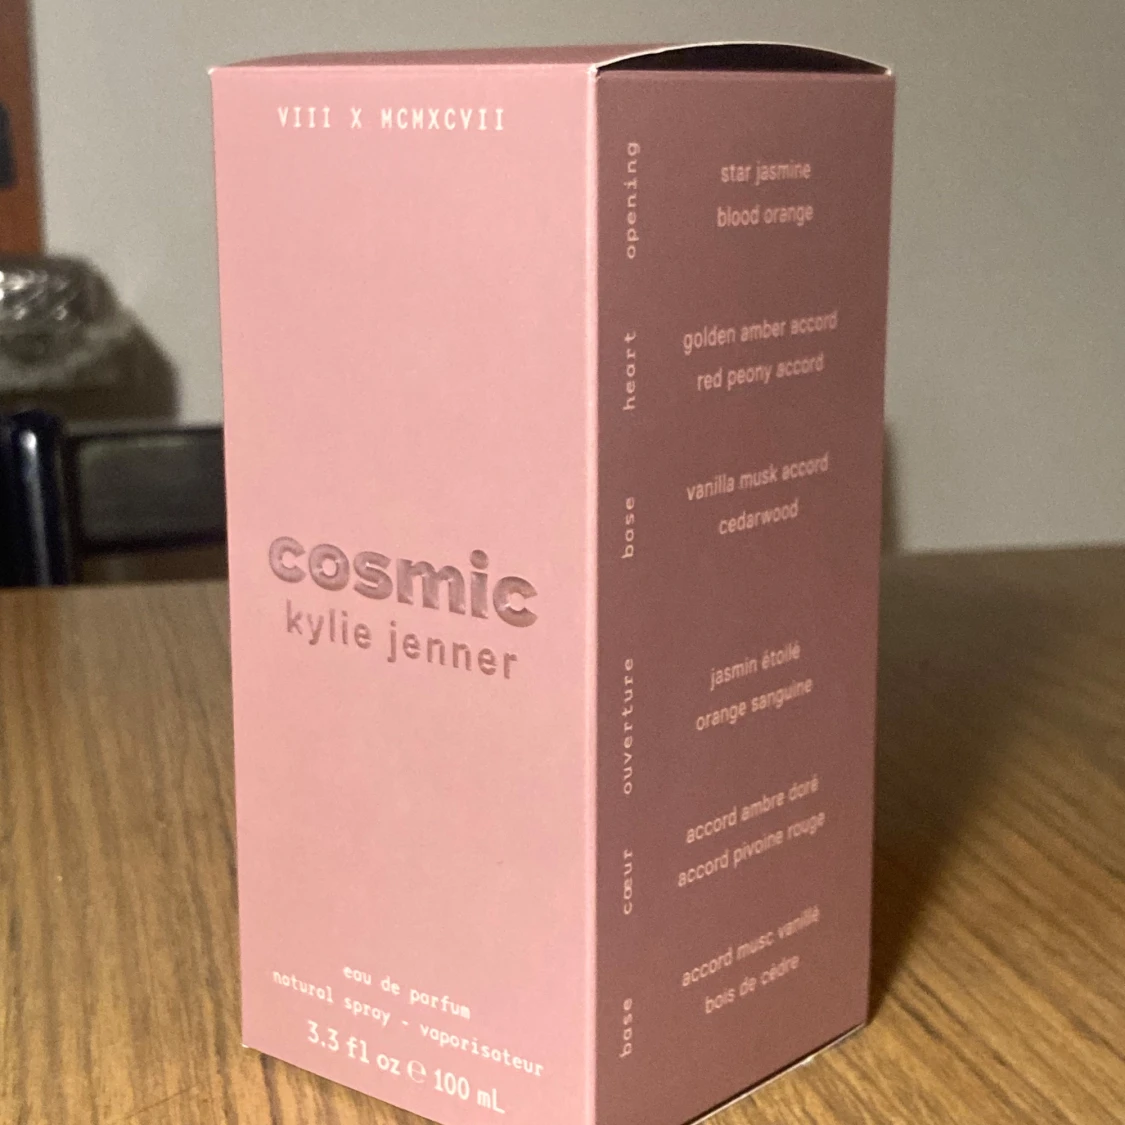 VIII X MCMXCVII
cosmic
kylie jenner
eau de parfum
natural spray - vaporisateur
3.3 fl oz ℮ 100 mL
opening
star jasmine
blood orange
heart
golden amber accord
red peony accord
base
vanilla musk accord
cedarwood
ouverture
jasmin étoilé
orange sanguine
cœur
accord ambre doré
accord pivoine rouge
base
accord musc vanillé
bois de cèdre